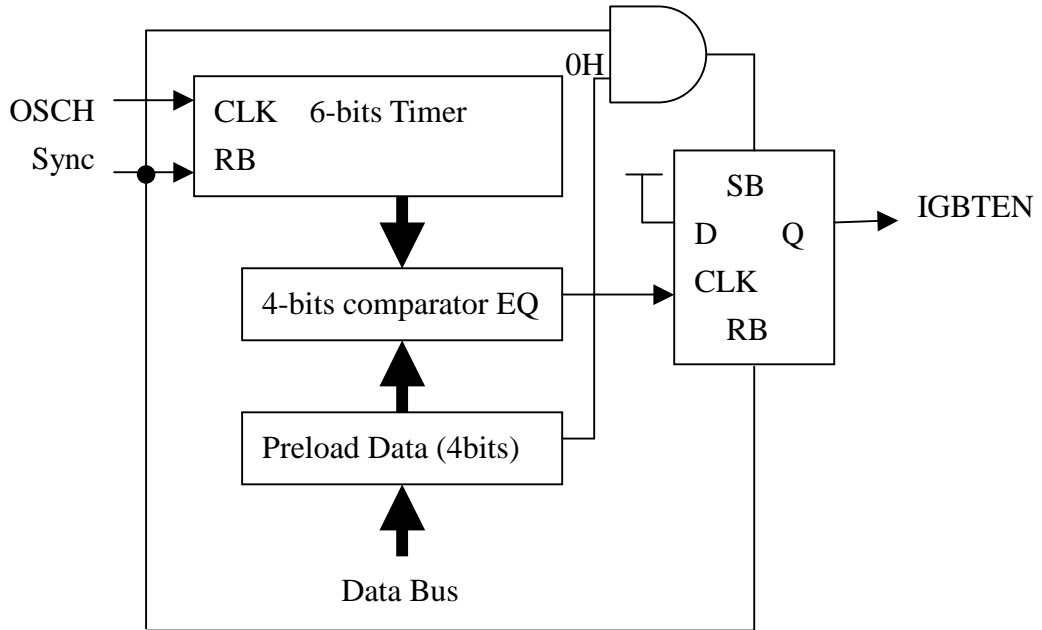 0H
OSCH
CLK 6-bits Timer
Sync
RB
SB
IGBTEN
D Q
CLK
4-bits comparator EQ
RB
Preload Data (4bits)
Data Bus